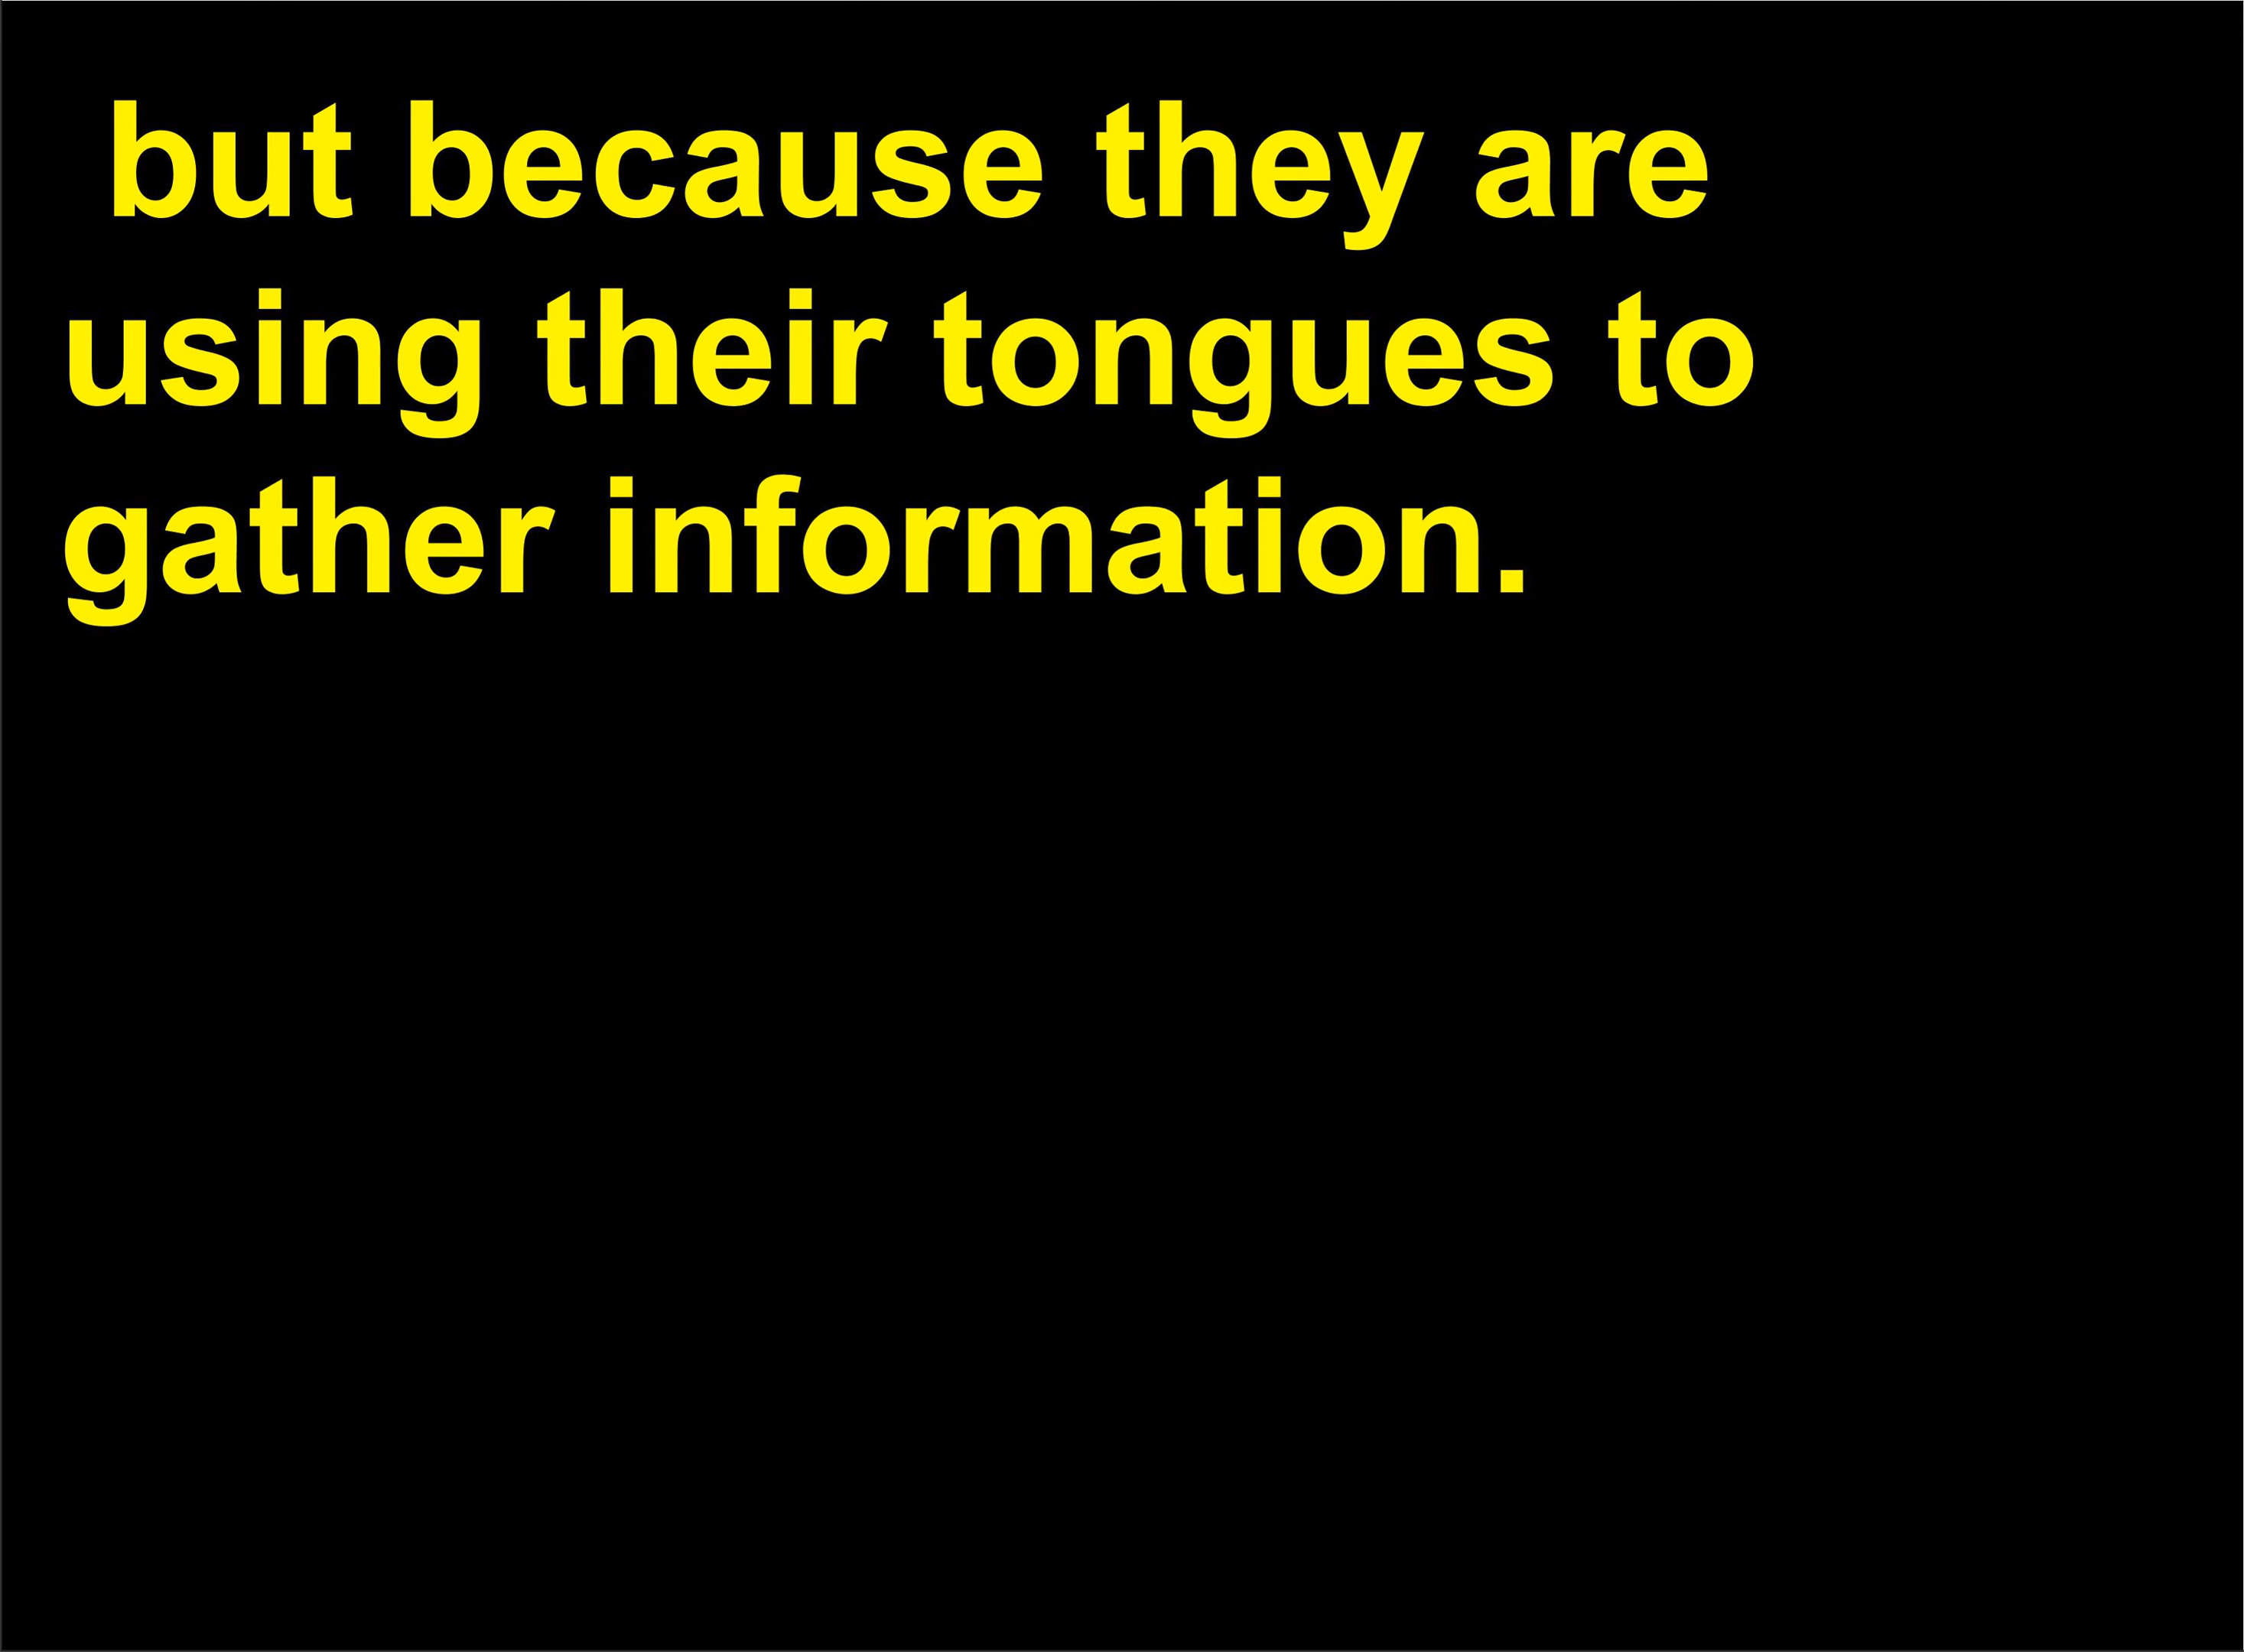 but because they are
using their tongues to
gather information.